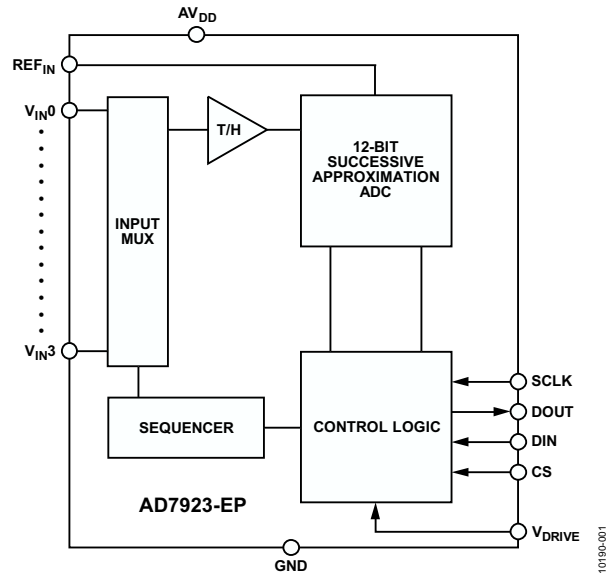 AVDD
REFIN
VIN0
T/H
12-BIT
SUCCESSIVE
APPROXIMATION
ADC
INPUT
MUX
VIN3
SEQUENCER
CONTROL LOGIC
SCLK
DOUT
DIN
CS
AD7923-EP
VDRIVE
GND
10190-001